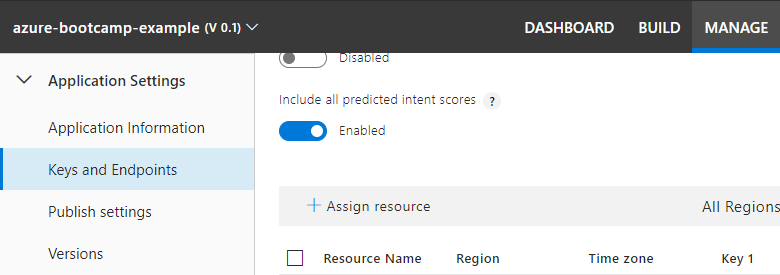 azure-bootcamp-example (V 0.1) DASHBOARD BUILD MANAGE
Application Settings
Application Information
Keys and Endpoints
Publish settings
Versions
Disabled
Include all predicted intent scores ?
Enabled
+ Assign resource All Regions
Resource Name Region Time zone Key 1